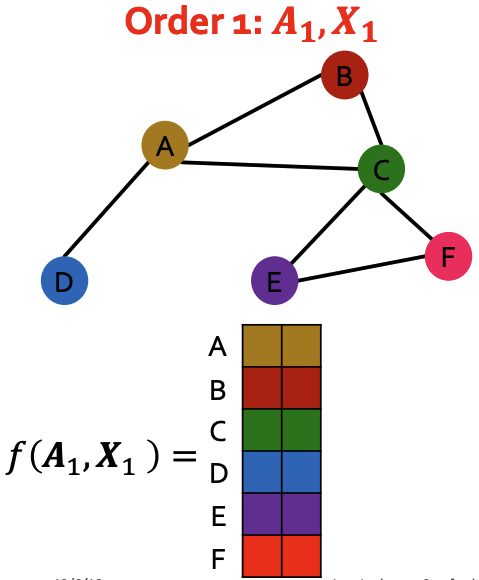 Order 1: A₁, X₁
B
A
C
F
D
E
A
B
C
f(A₁, X₁) =
D
E
F